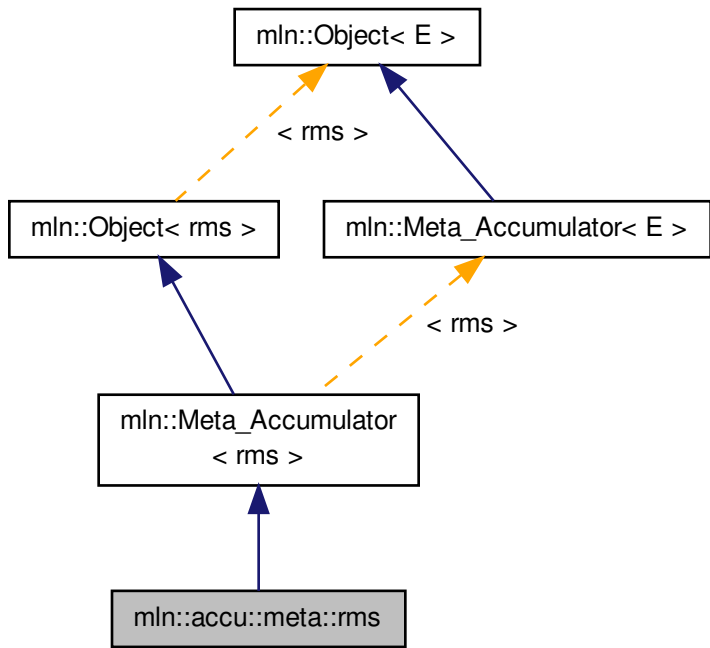 mln::Object< E >
< rms >
mln::Object< rms >
mln::Meta_Accumulator< E >
< rms >
mln::Meta_Accumulator
< rms >
mln::accu::meta::rms